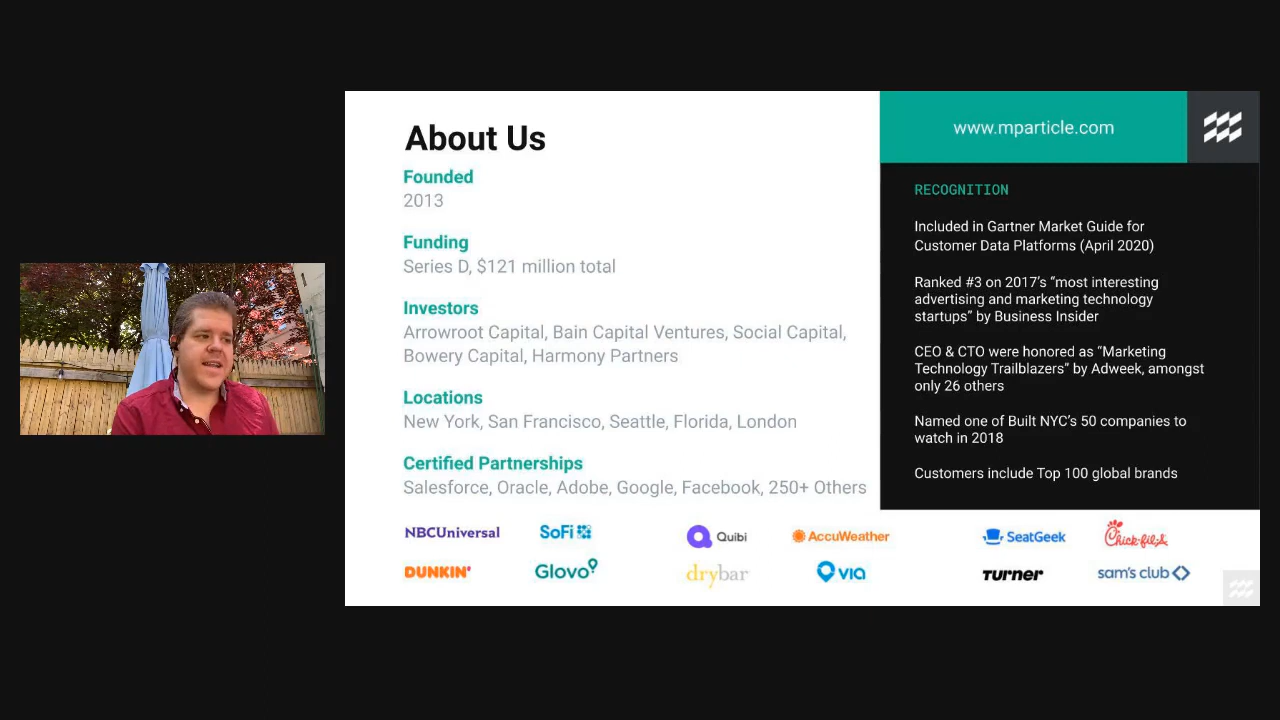 About Us
Founded
2013
Funding
Series D, $121 million total
Investors
Arrowroot Capital, Bain Capital Ventures, Social Capital,
Bowery Capital, Harmony Partners
Locations
New York, San Francisco, Seattle, Florida, London
Certified Partnerships
Salesforce, Oracle, Adobe, Google, Facebook, 250+ Others
www.mparticle.com
RECOGNITION
Included in Gartner Market Guide for
Customer Data Platforms (April 2020)
Ranked #3 on 2017's “most interesting
advertising and marketing technology
startups” by Business Insider
CEO & CTO were honored as “Marketing
Technology Trailblazers” by Adweek, amongst
only 26 others
Named one of Built NYC's 50 companies to
watch in 2018
Customers include Top 100 global brands
NBCUniversal SoFi Quibi AccuWeather SeatGeek Chick-fil-A
DUNKIN' Glovo drybar VIA TURNER sam's club